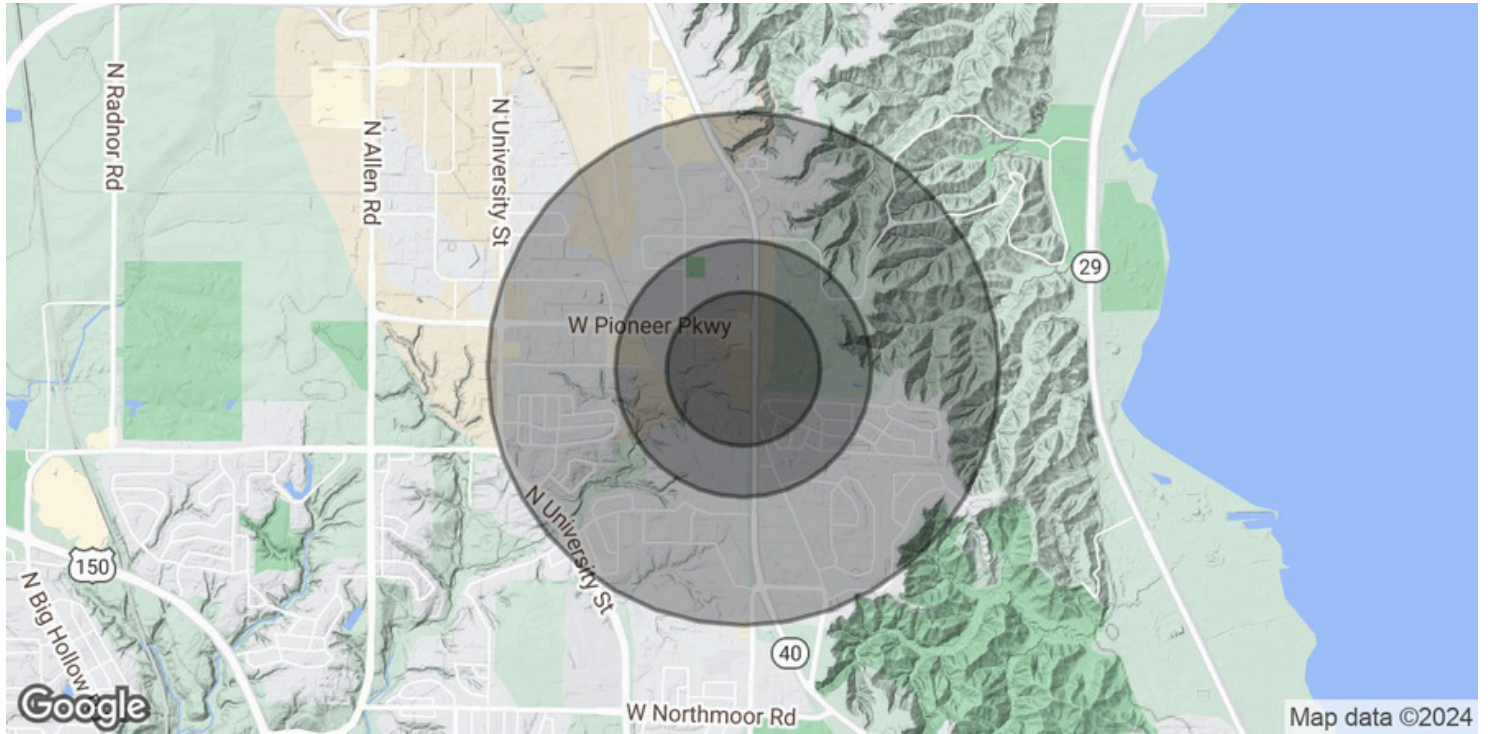 N Radnor Rd
N Allen Rd
N University St
29
W Pioneer Pkwy
N University St
150
N Big Hollow
40
W Northmoor Rd
Google
Map data ©2024